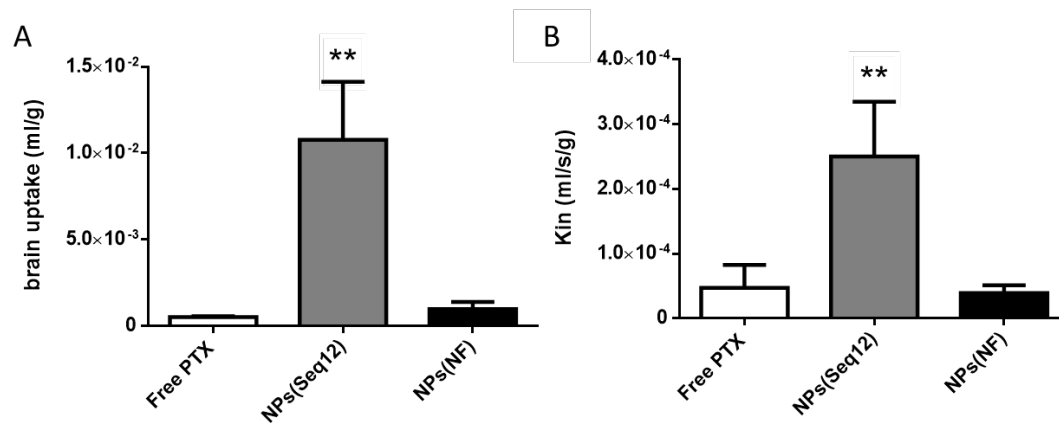 A
brain uptake (ml/g)
1.5×10⁻²
1.0×10⁻²
5.0×10⁻³
0
**
Free PTX
NPs(Seq12)
NPs(NF)
B
Kin (ml/s/g)
4.0×10⁻⁴
3.0×10⁻⁴
2.0×10⁻⁴
1.0×10⁻⁴
0
**
Free PTX
NPs(Seq12)
NPs(NF)